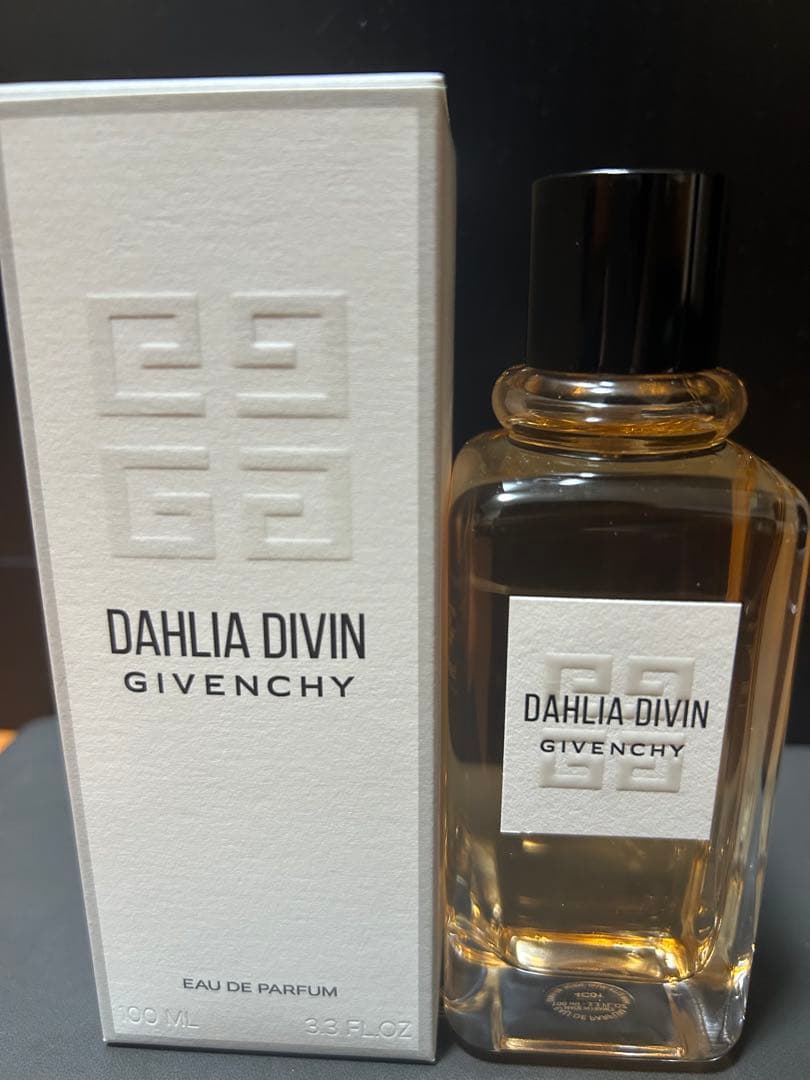 DAHLIA DIVIN
GIVENCHY
EAU DE PARFUM
100 ML 3.3 FL.OZ
DAHLIA DIVIN
GIVENCHY